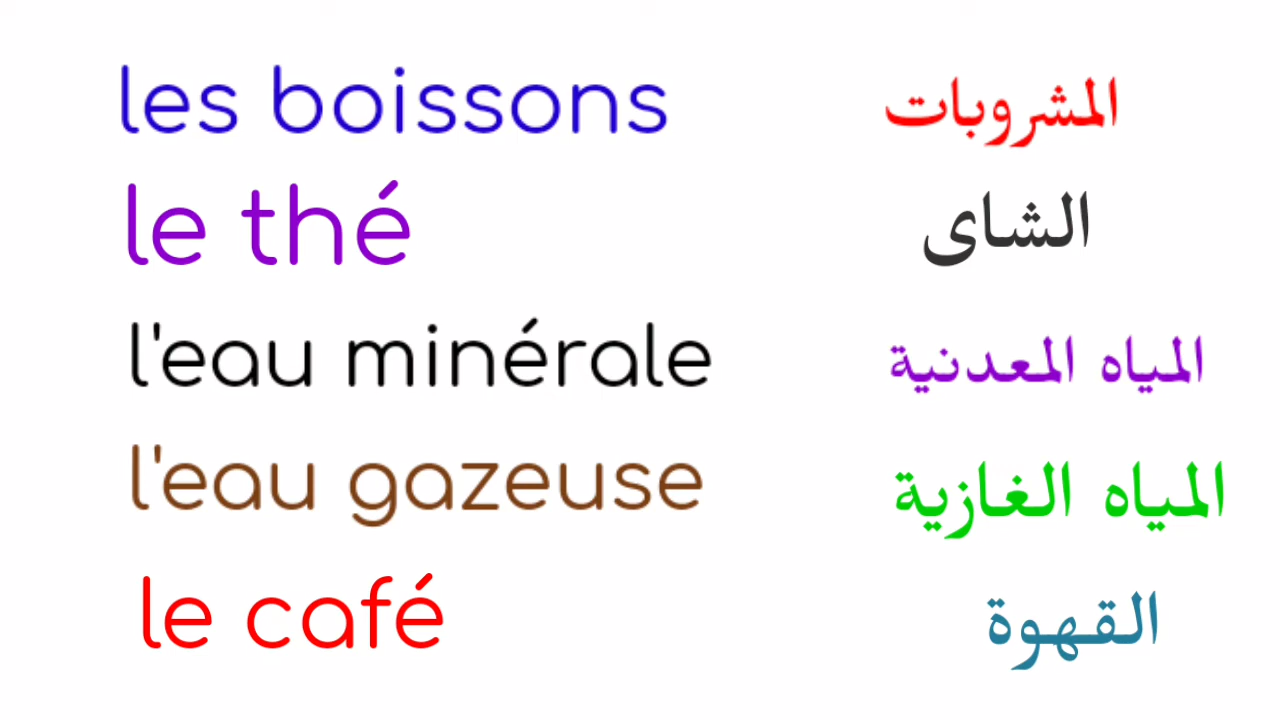 les boissons المشروبات
le thé الشاى
l'eau minérale المياه المعدنية
l'eau gazeuse المياه الغازية
le café القهوة